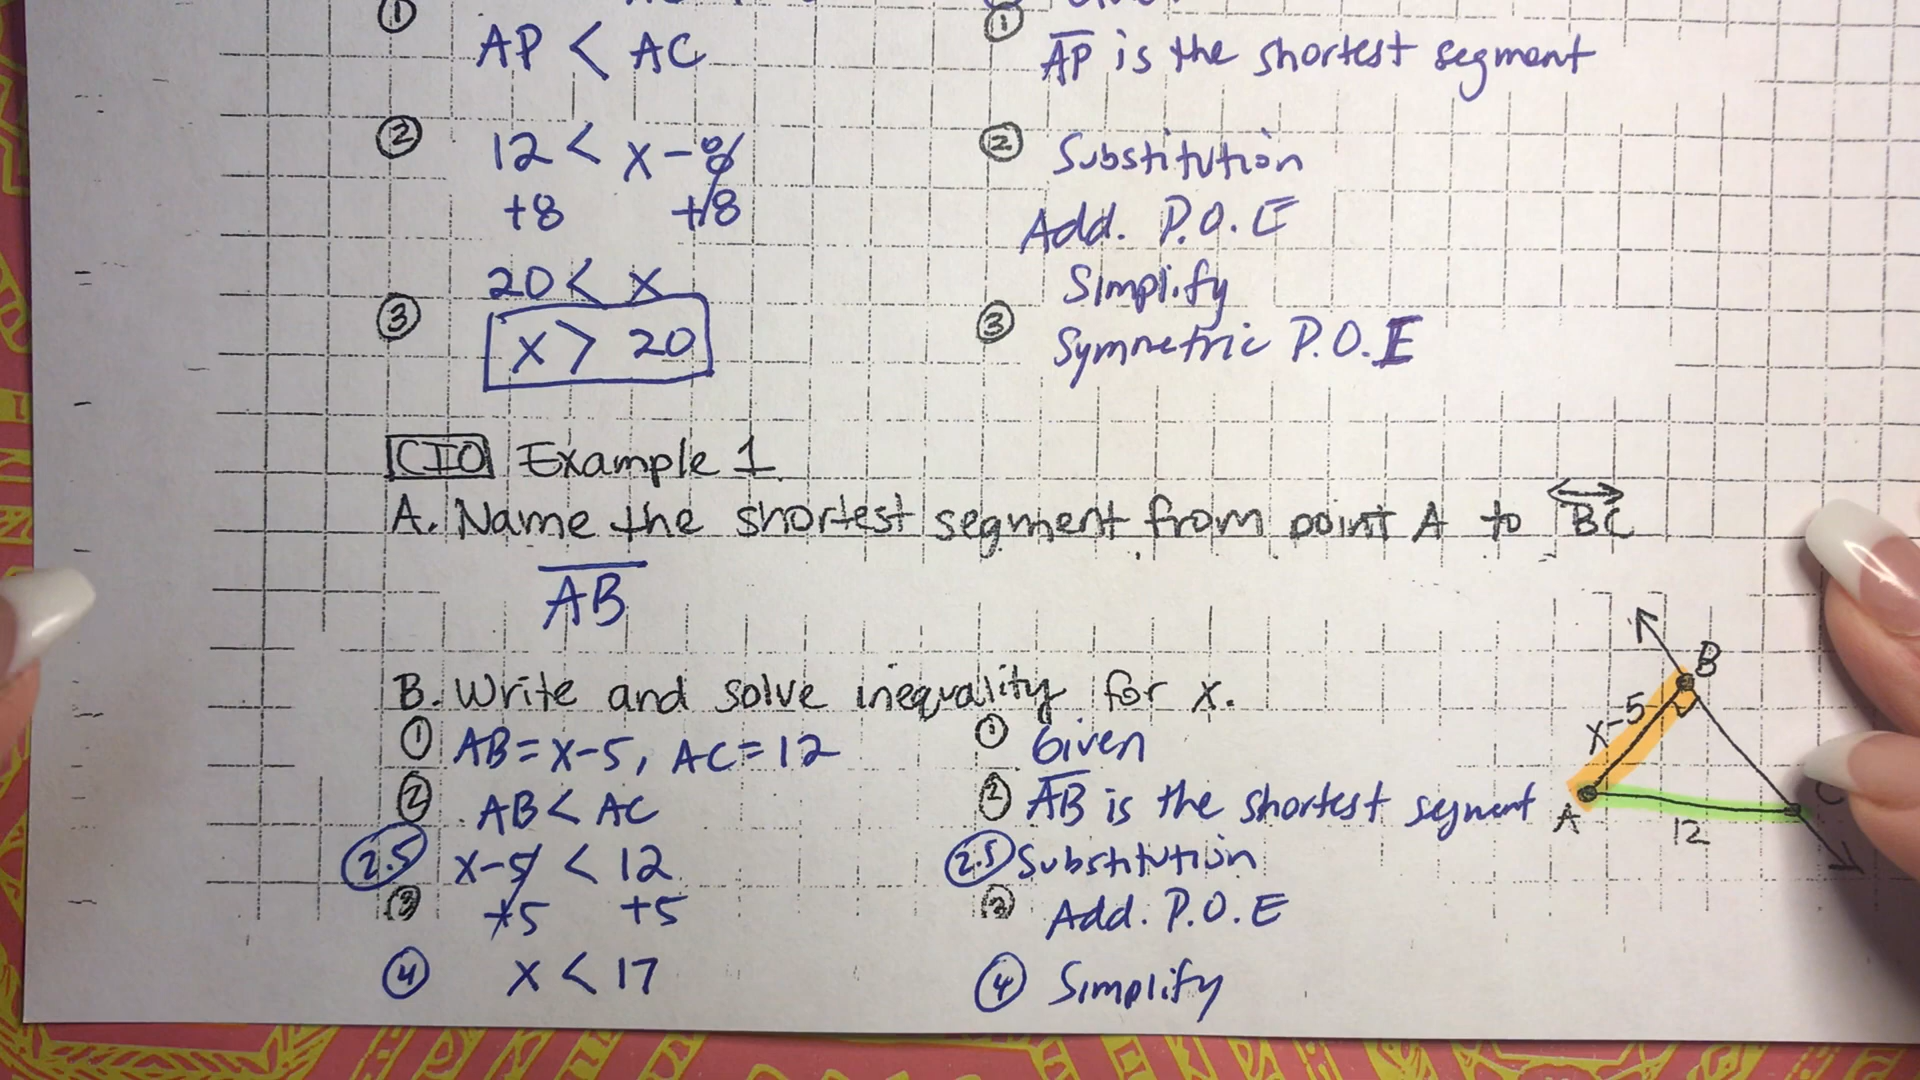 ①
①
AP < AC
AP is the shortest segment
② 12 < x - 8
② Substitution
+8 +8
Add. P.O.E
20 < x
Simplify
③ x > 20
③ Symmetric P.O.E
CIO Example 1
A. Name the shortest segment from point A to BC
AB
B. Write and solve inequality for x.
① AB = x-5, AC = 12
① Given
② AB < AC
② AB is the shortest segment
2.5 x-5 < 12
2.5 Substitution
③ +5 +5
③ Add. P.O.E
④ x < 17
④ Simplify
B
x-5
A
12
C